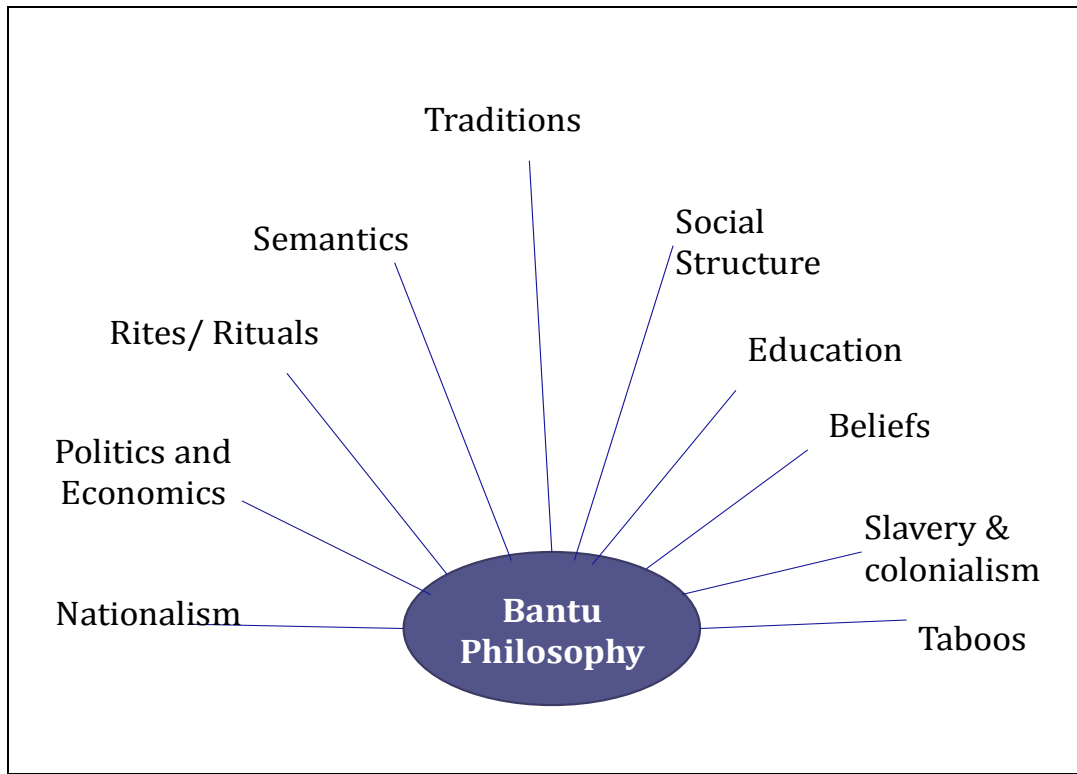 Traditions
Social
Structure
Semantics
Rites/ Rituals
Education
Beliefs
Politics and
Economics
Slavery &
colonialism
Nationalism
Bantu
Philosophy
Taboos